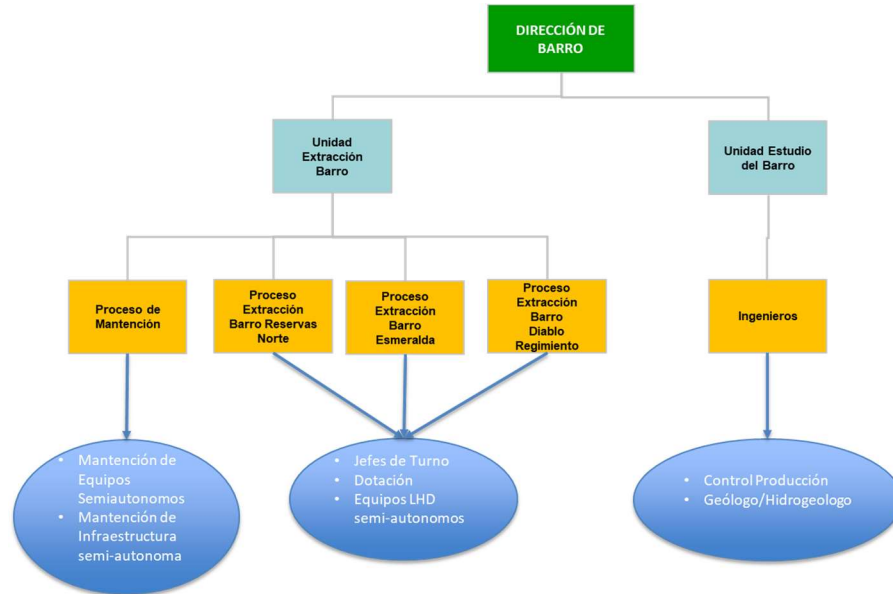 DIRECCIÓN DE
BARRO
Unidad
Extracción
Barro
Unidad Estudio
del Barro
Proceso de
Mantención
Proceso
Extracción
Barro Reservas
Norte
Proceso
Extracción
Barro
Esmeralda
Proceso
Extracción
Barro
Diablo
Regimiento
Ingenieros
• Mantención de
Equipos
Semiautonomos
• Mantención de
Infraestructura
semi-autonoma
• Jefes de Turno
• Dotación
• Equipos LHD
semi-autonomos
• Control Producción
• Geólogo/Hidrogeologo